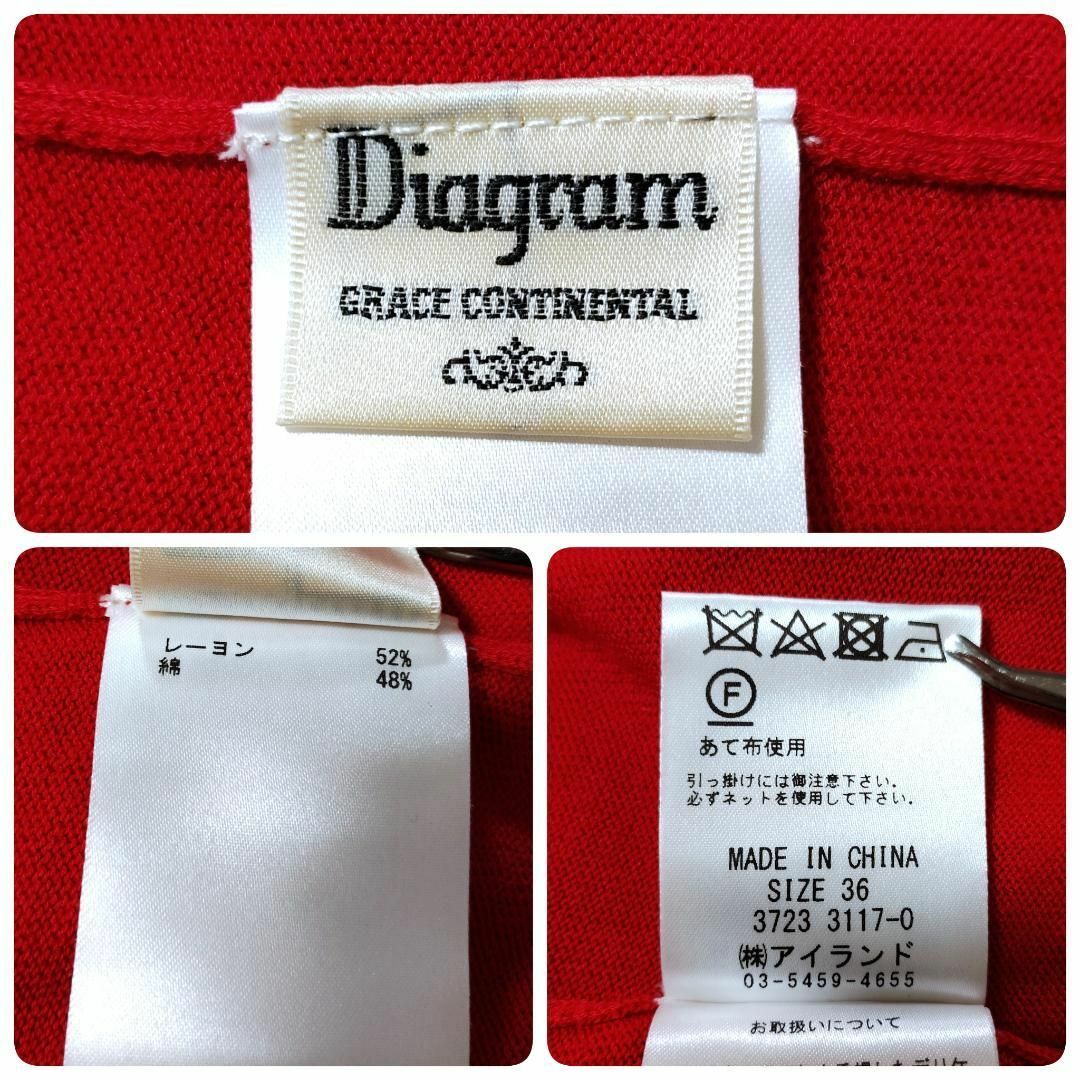 Diagram
GRACE CONTINENTAL
レーヨン 52%
綿 48%
F
あて布使用
引っ掛けには御注意下さい。
必ずネットを使用して下さい。
MADE IN CHINA
SIZE 36
3723 3117-0
㈱アイランド
03-5459-4655
お取扱いについて
デリケ